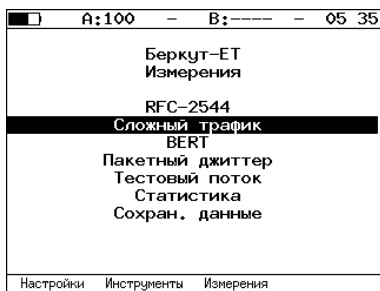 A:100 – B:---- – 05 35
Беркут-ЕТ
Измерения
RFC-2544
Сложный трафик
BERT
Пакетный джиттер
Тестовый поток
Статистика
Сохран. данные
Настройки Инструменты Измерения